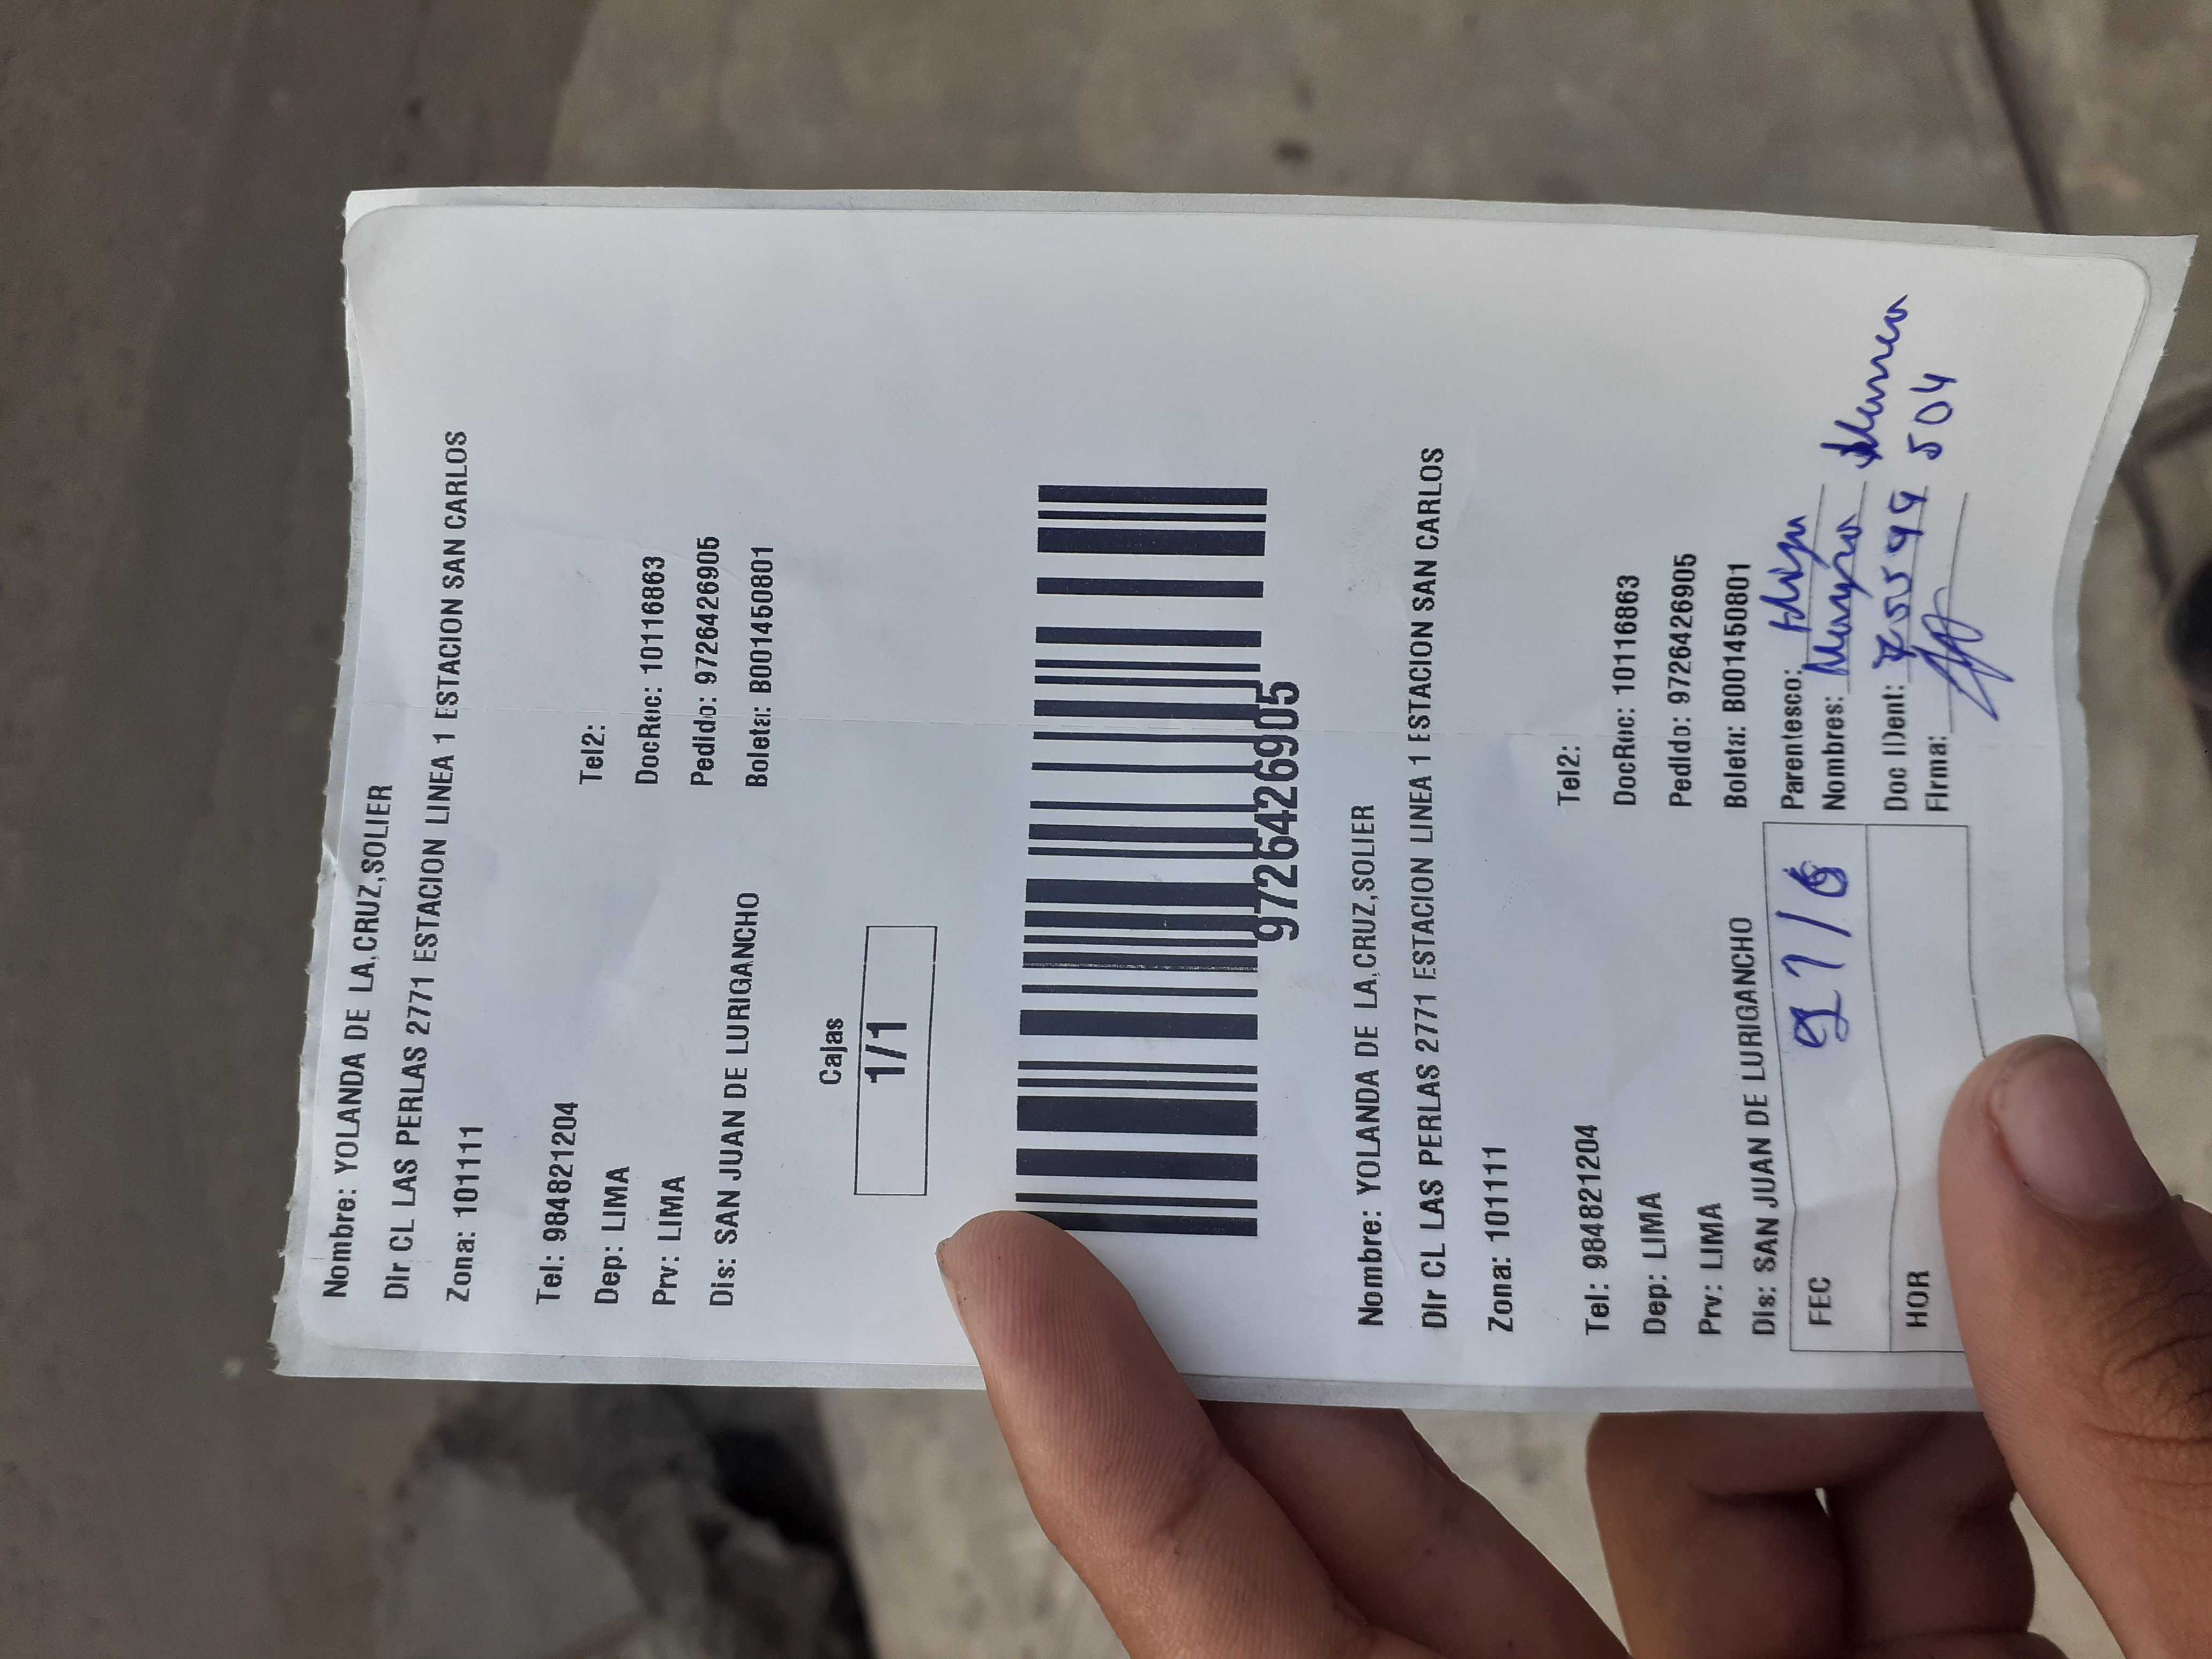 Nombre: YOLANDA DE LA,CRUZ,SOLIER
DIr CL LAS PERLAS 2771 ESTACION LINEA 1 ESTACION SAN CARLOS
Zona: 101111
Tel: 984821204 Tel2:
Dep: LIMA DocRec: 10116863
Prv: LIMA Pedido: 9726426905
Dis: SAN JUAN DE LURIGANCHO Boleta: B001450801
Cajas
1/1
9726426905
Nombre: YOLANDA DE LA,CRUZ,SOLIER
DIr CL LAS PERLAS 2771 ESTACION LINEA 1 ESTACION SAN CARLOS
Zona: 101111
Tel: 984821204 Tel2:
Dep: LIMA DocRoc: 10116863
Prv: LIMA Pedido: 9726426905
Dis: SAN JUAN DE LURIGANCHO Boleta: B001450801
FEC Parentesco: 
Nombres:
HOR Doc IDent: 504
Firma: